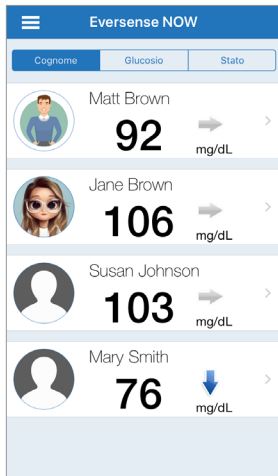 Eversense NOW
Cognome Glucosio Stato
Matt Brown
92
mg/dL
Jane Brown
106
mg/dL
Susan Johnson
103
mg/dL
Mary Smith
76
mg/dL